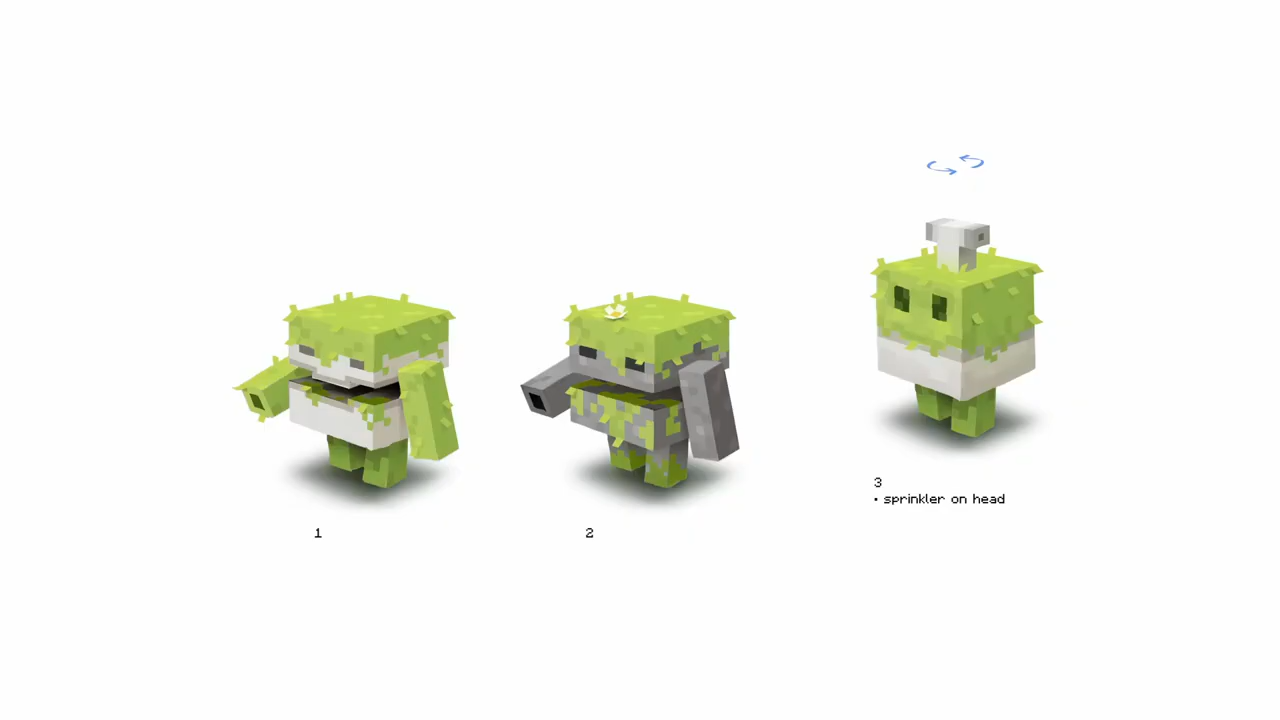 1
2
3
• sprinkler on head